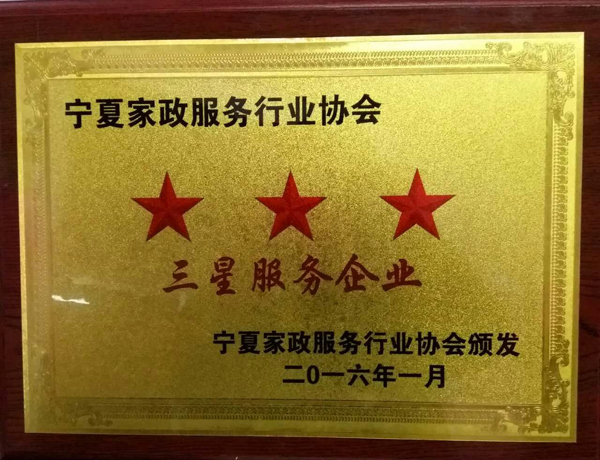 宁夏家政服务行业协会
三星服务企业
宁夏家政服务行业协会颁发
二0一六年一月